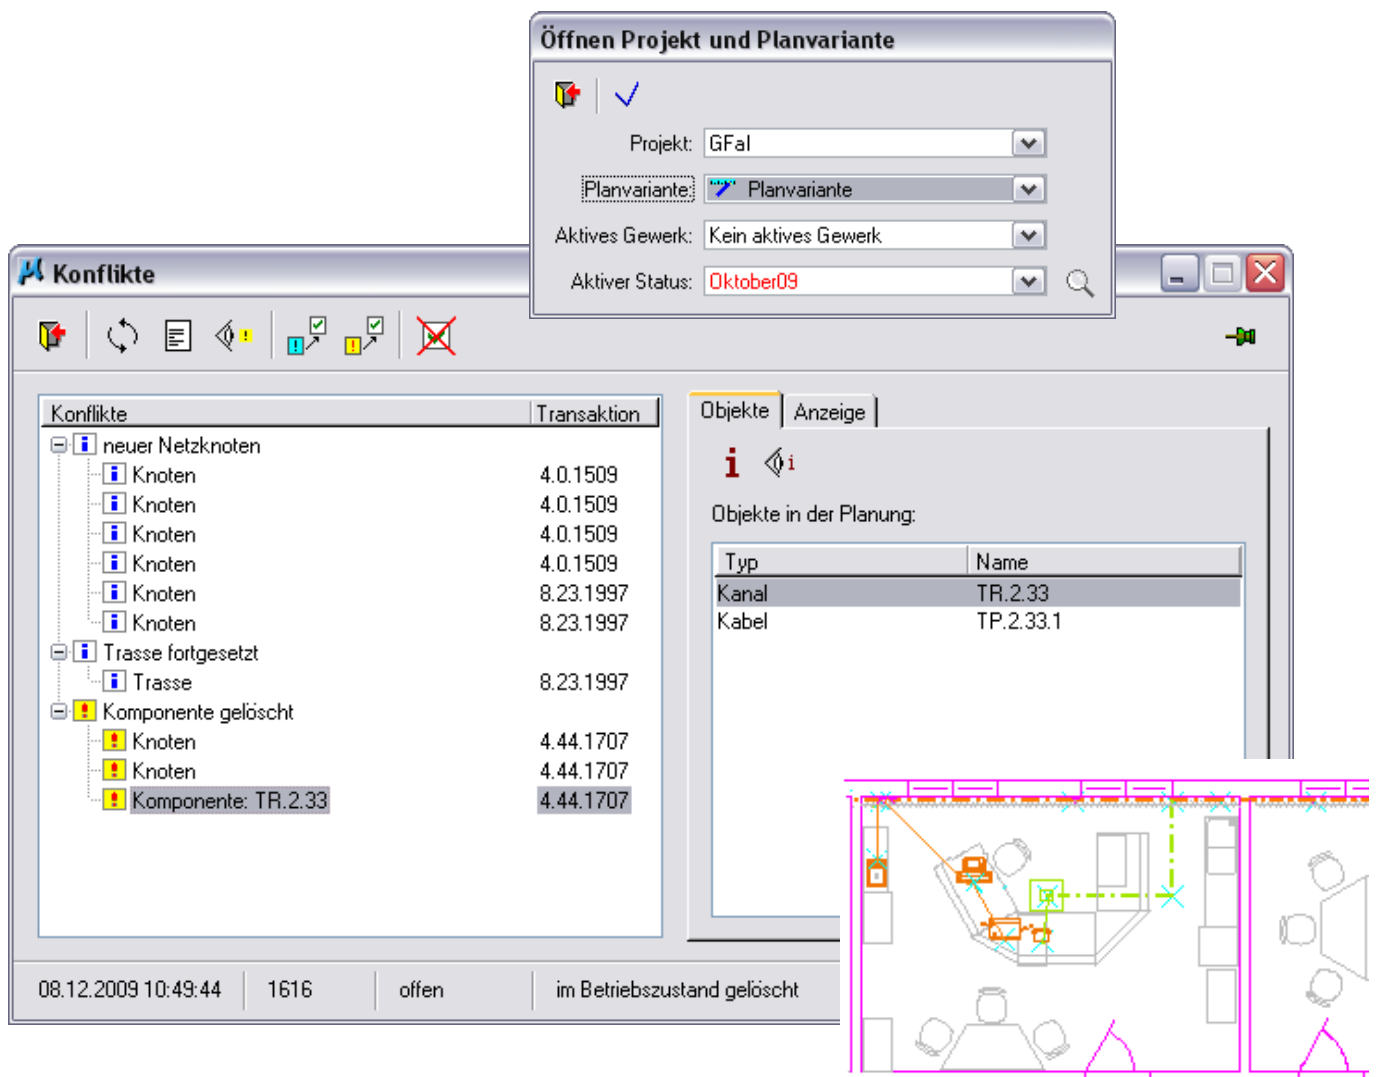 Öffnen Projekt und Planvariante
Projekt: GFaI
Planvariante: Planvariante
Aktives Gewerk: Kein aktives Gewerk
Aktiver Status: Oktober09
Konflikte
Konflikte Transaktion
neuer Netzknoten
Knoten 4.0.1509
Knoten 4.0.1509
Knoten 4.0.1509
Knoten 4.0.1509
Knoten 8.23.1997
Knoten 8.23.1997
Trasse fortgesetzt
Trasse 8.23.1997
Komponente gelöscht
Knoten 4.44.1707
Knoten 4.44.1707
Komponente: TR.2.33 4.44.1707
Objekte Anzeige
Objekte in der Planung:
Typ Name
Kanal TR.2.33
Kabel TP.2.33.1
08.12.2009 10:49:44 1616 offen im Betriebszustand gelöscht